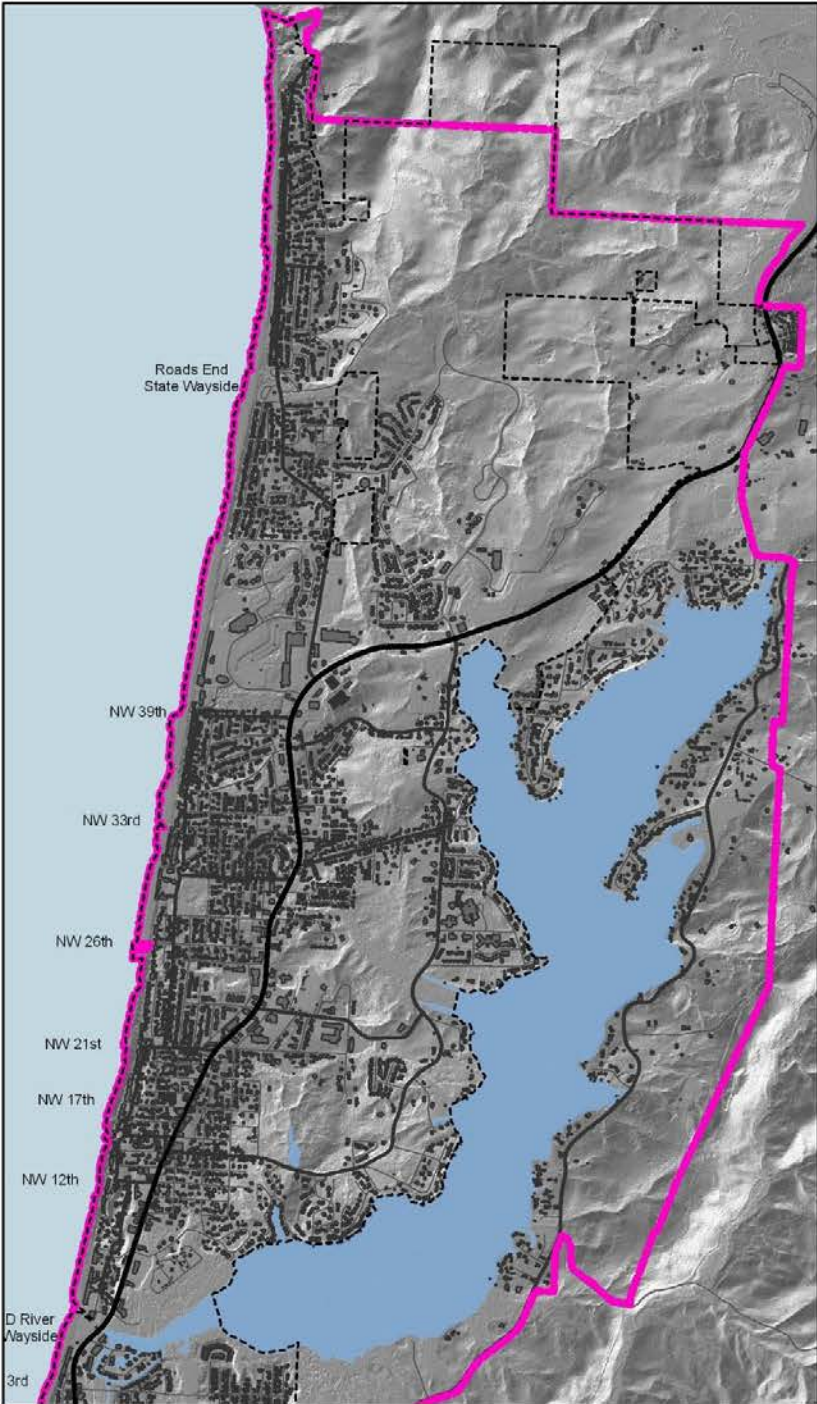 Roads End
State Wayside
NW 39th
NW 33rd
NW 26th
NW 21st
NW 17th
NW 12th
D River
Wayside
3rd